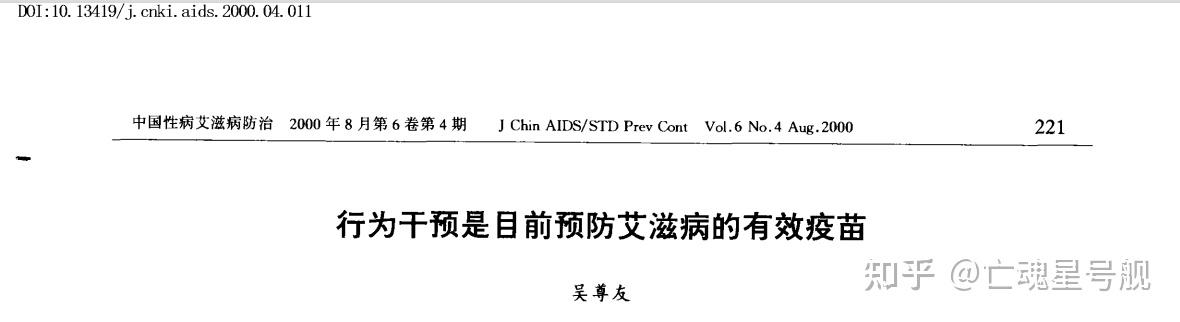 DOI:10.13419/j.cnki.aids.2000.04.011
中国性病艾滋病防治 2000年8月第6卷第4期 J Chin AIDS/STD Prev Cont Vol.6 No.4 Aug.2000 221
行为干预是目前预防艾滋病的有效疫苗
吴尊友
知乎 @亡魂星号舰